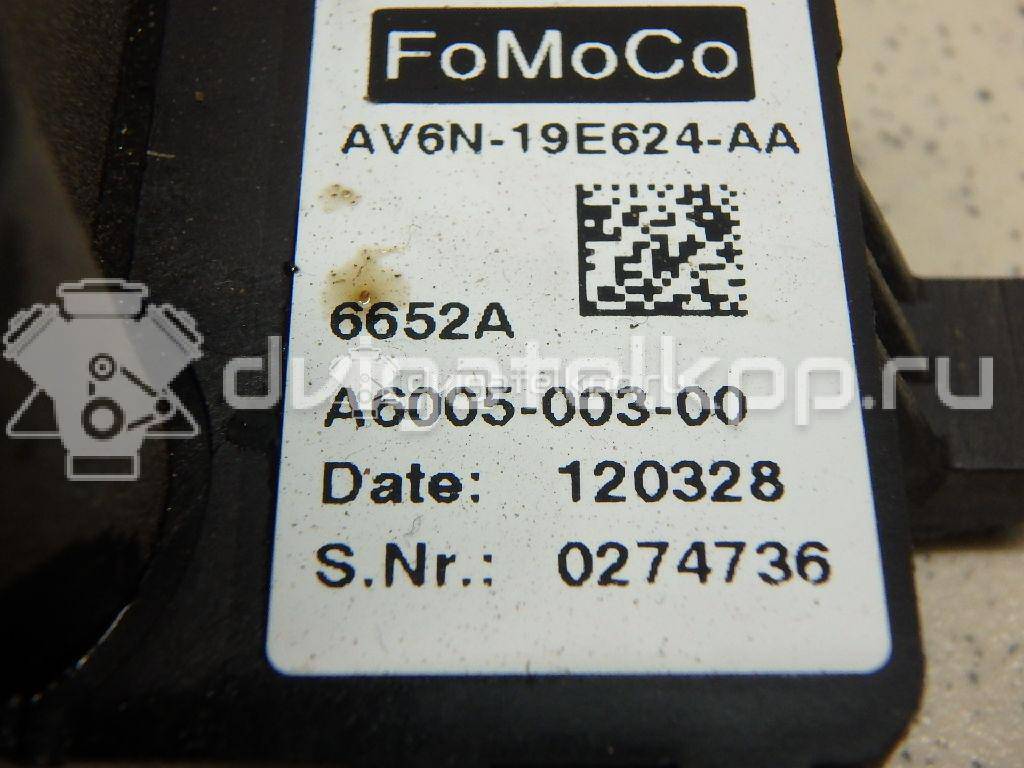 FoMoCo
AV6N-19E624-AA
6652A
dvigatelkop.ru
A6005-003-00
Date: 120328
S.Nr.: 0274736